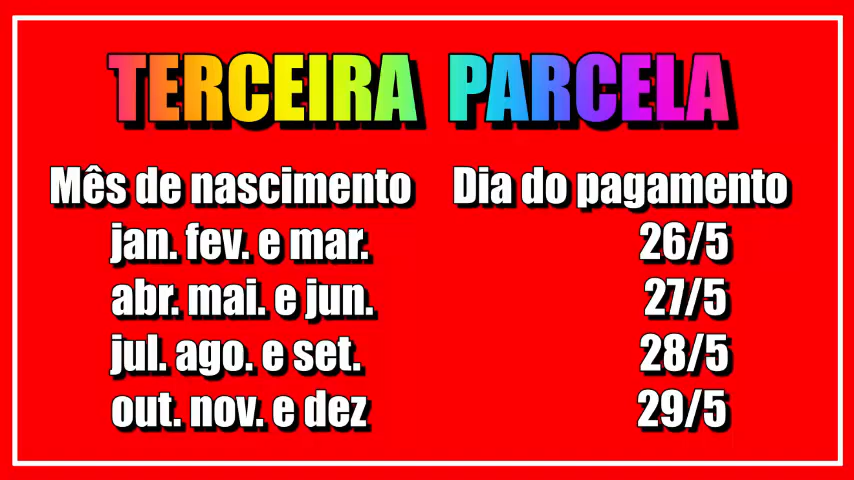 TERCEIRA PARCELA
Mês de nascimento Dia do pagamento
jan. fev. e mar. 26/5
abr. mai. e jun. 27/5
jul. ago. e set. 28/5
out. nov. e dez 29/5